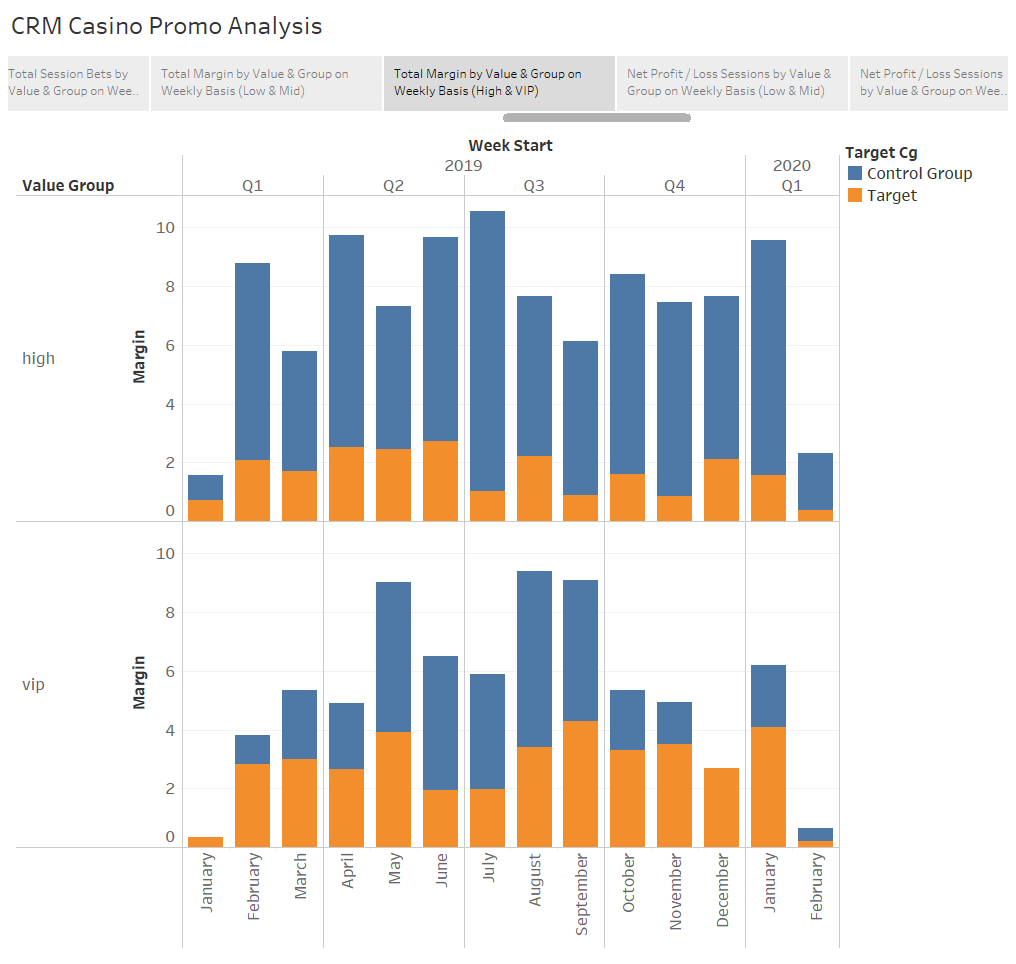 CRM Casino Promo Analysis
Total Session Bets by
Value & Group on Wee..
Total Margin by Value & Group on
Weekly Basis (Low & Mid)
Total Margin by Value & Group on
Weekly Basis (High & VIP)
Net Profit / Loss Sessions by Value &
Group on Weekly Basis (Low & Mid)
Net Profit / Loss Sessions
by Value & Group on Wee..
Week Start
2019
2020
Value Group
Q1
Q2
Q3
Q4
Q1
Target Cg
Control Group
Target
high
Margin
10
8
6
4
2
0
vip
Margin
10
8
6
4
2
0
January
February
March
April
May
June
July
August
September
October
November
December
January
February